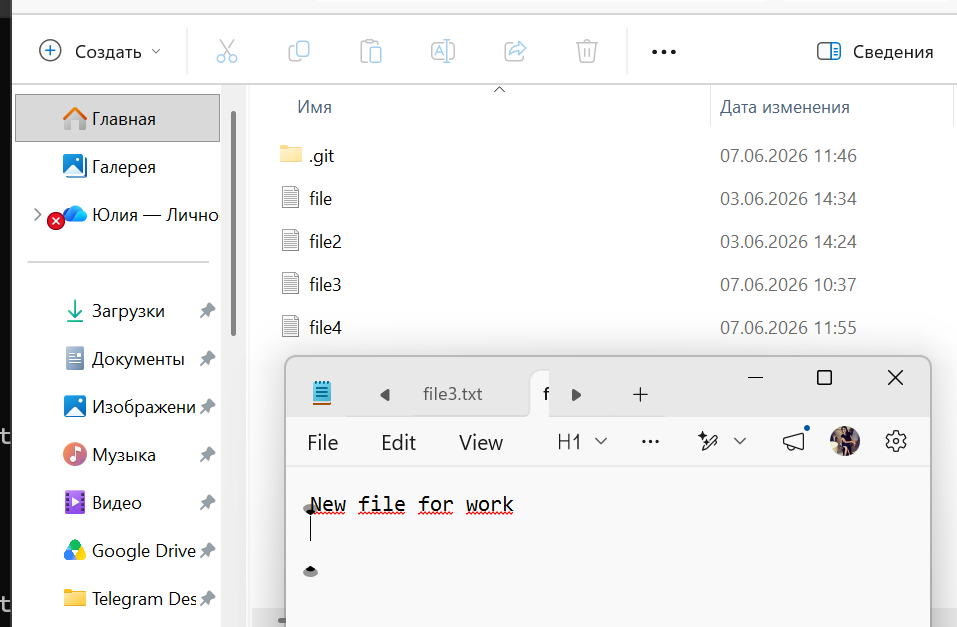 Создать
Сведения
Имя
Дата изменения
Главная
Галерея
Юлия — Лично
Загрузки
Документы
Изображени
Музыка
Видео
Google Drive
Telegram Des
.git 07.06.2026 11:46
file 03.06.2026 14:34
file2 03.06.2026 14:24
file3 07.06.2026 10:37
file4 07.06.2026 11:55
file3.txt
f
File Edit View H1
New file for work
t
t